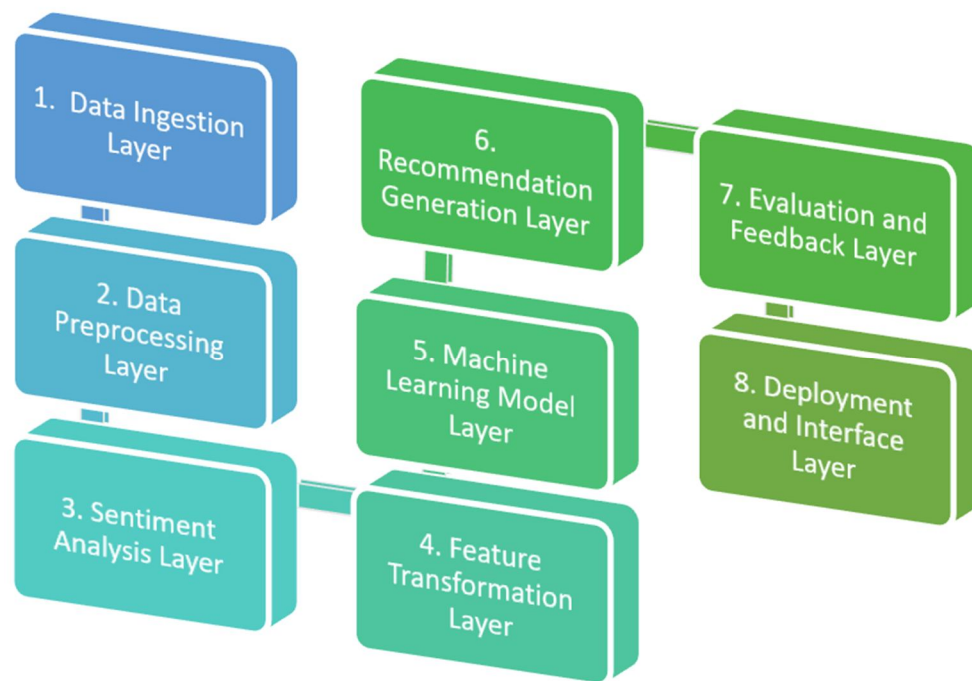 1. Data Ingestion
Layer
2. Data
Preprocessing
Layer
3. Sentiment
Analysis Layer
4. Feature
Transformation
Layer
5. Machine
Learning Model
Layer
6.
Recommendation
Generation Layer
7. Evaluation and
Feedback Layer
8. Deployment
and Interface
Layer